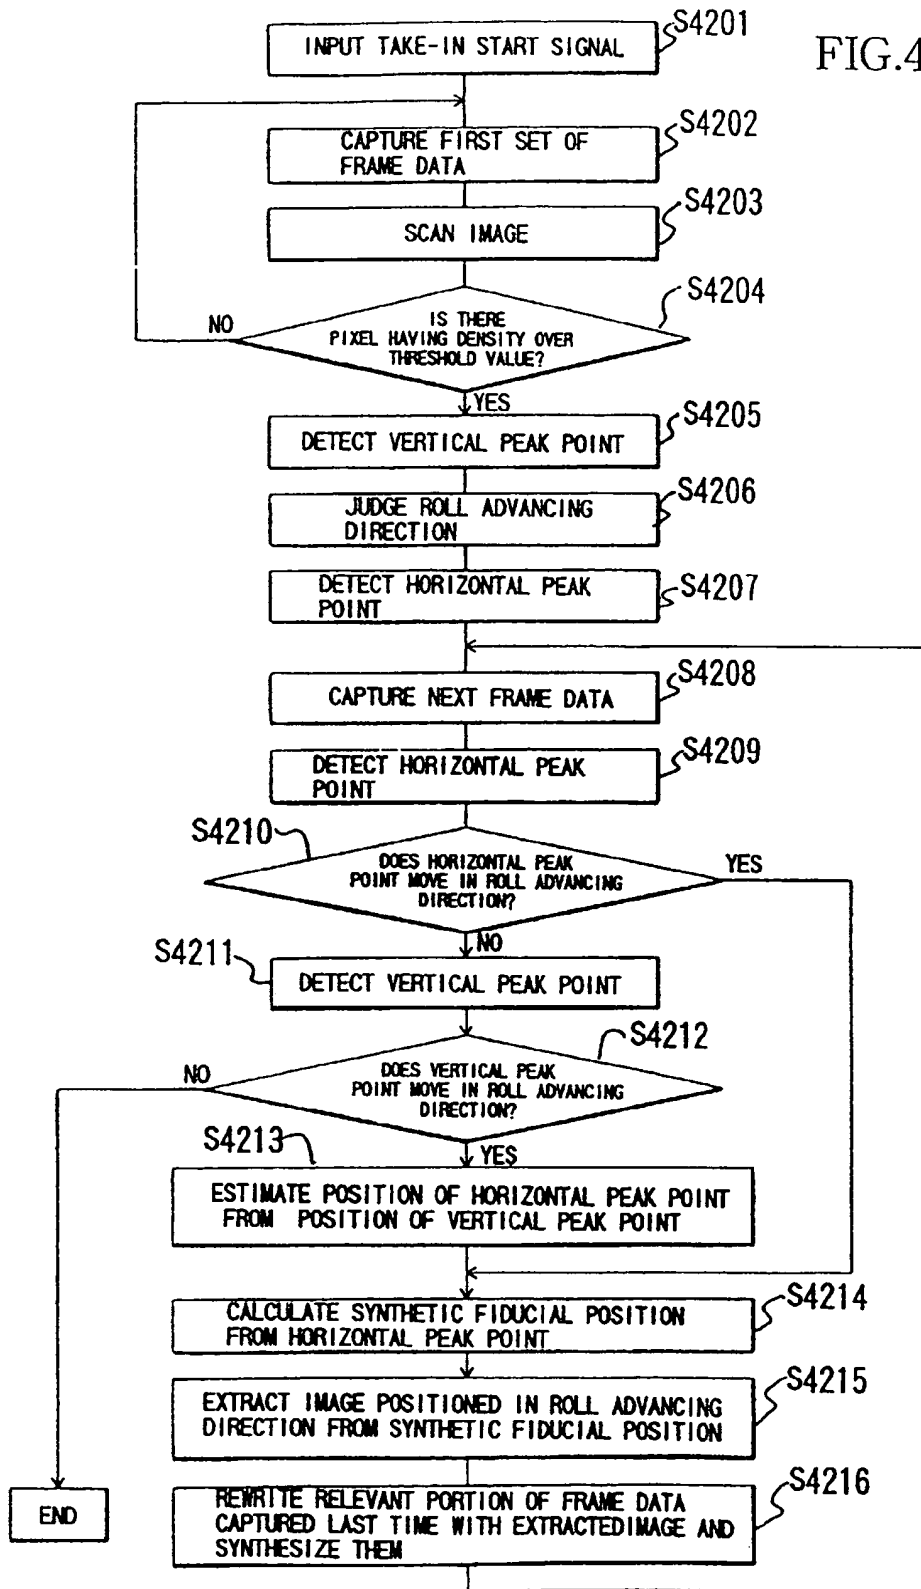 S4201
INPUT TAKE-IN START SIGNAL
FIG.4
S4202
CAPTURE FIRST SET OF
FRAME DATA
S4203
SCAN IMAGE
S4204
NO
IS THERE
PIXEL HAVING DENSITY OVER
THRESHOLD VALUE?
YES
S4205
DETECT VERTICAL PEAK POINT
S4206
JUDGE ROLL ADVANCING
DIRECTION
S4207
DETECT HORIZONTAL PEAK
POINT
S4208
CAPTURE NEXT FRAME DATA
S4209
DETECT HORIZONTAL PEAK
POINT
S4210
DOES HORIZONTAL PEAK
POINT MOVE IN ROLL ADVANCING
DIRECTION?
YES
NO
S4211
DETECT VERTICAL PEAK POINT
S4212
NO
DOES VERTICAL PEAK
POINT MOVE IN ROLL ADVANCING
DIRECTION?
S4213
YES
ESTIMATE POSITION OF HORIZONTAL PEAK POINT
FROM POSITION OF VERTICAL PEAK POINT
S4214
CALCULATE SYNTHETIC FIDUCIAL POSITION
FROM HORIZONTAL PEAK POINT
S4215
EXTRACT IMAGE POSITIONED IN ROLL ADVANCING
DIRECTION FROM SYNTHETIC FIDUCIAL POSITION
S4216
REWRITE RELEVANT PORTION OF FRAME DATA
CAPTURED LAST TIME WITH EXTRACTEDIMAGE AND
SYNTHESIZE THEM
END